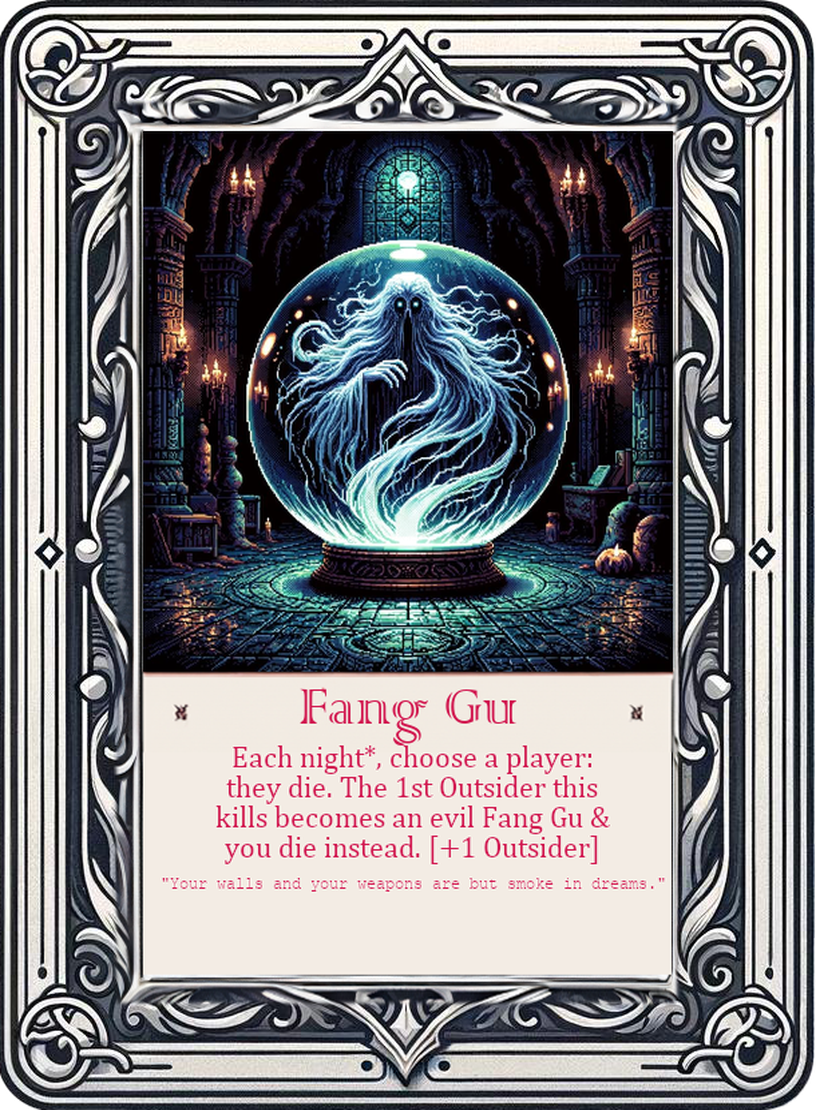 Fang Gu
Each night*, choose a player:
they die. The 1st Outsider this
kills becomes an evil Fang Gu &
you die instead. [+1 Outsider]
"Your walls and your weapons are but smoke in dreams."